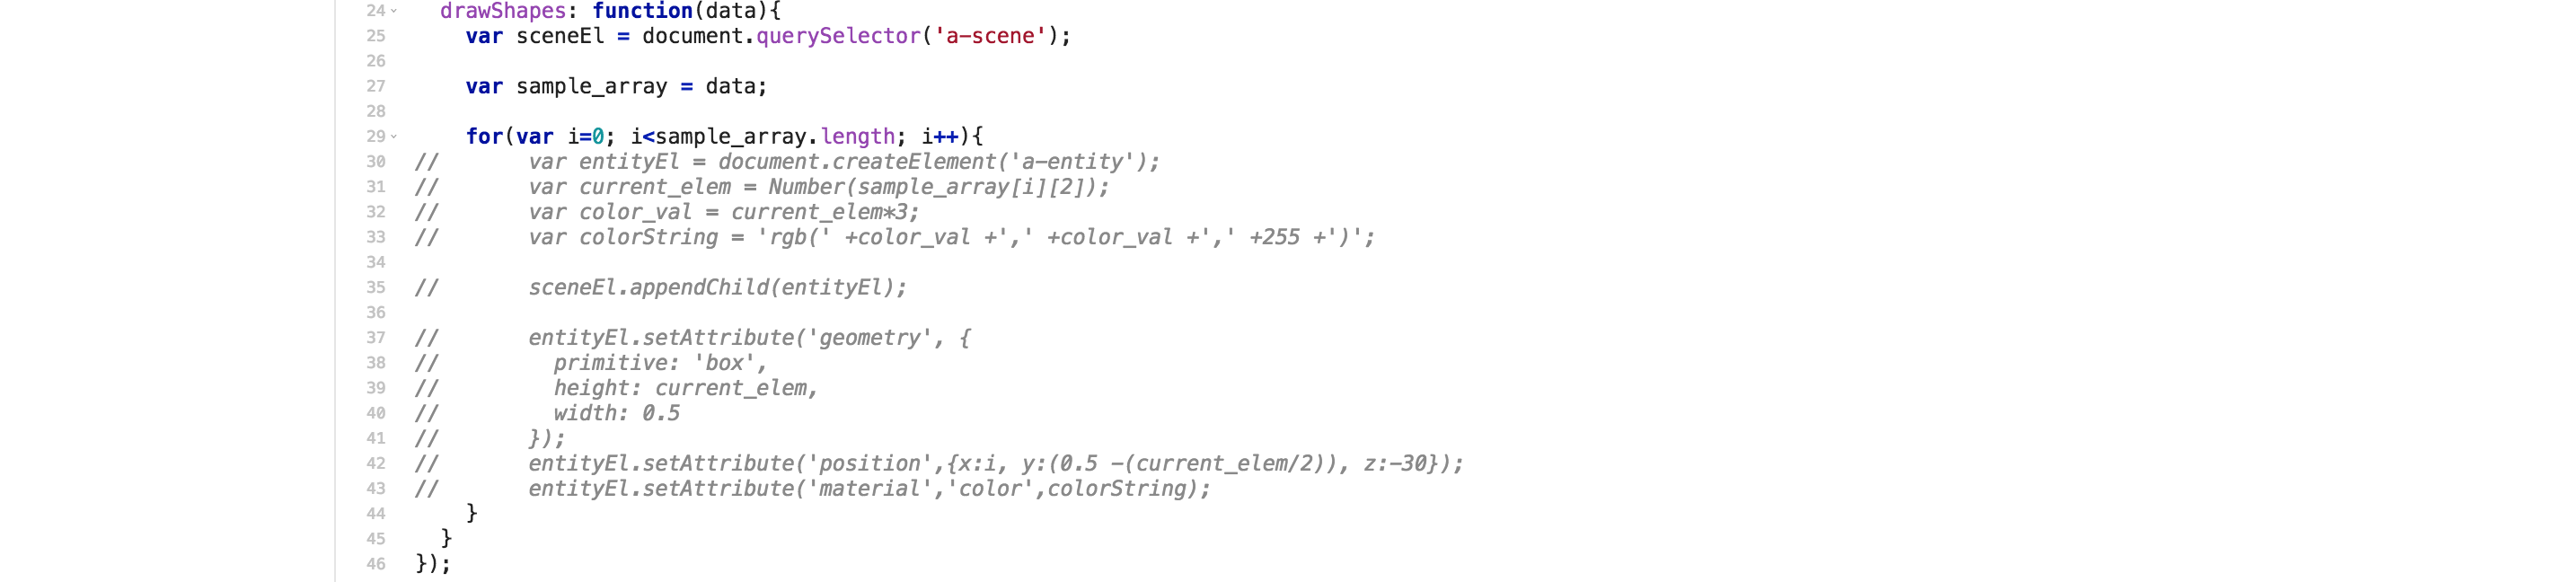 24 drawShapes: function(data){
25 var sceneEl = document.querySelector('a-scene');
26
27 var sample_array = data;
28
29 for(var i=0; i<sample_array.length; i++){
30 // var entityEl = document.createElement('a-entity');
31 // var current_elem = Number(sample_array[i][2]);
32 // var color_val = current_elem*3;
33 // var colorString = 'rgb(' +color_val +',' +color_val +',' +255 +')';
34
35 // sceneEl.appendChild(entityEl);
36
37 // entityEl.setAttribute('geometry', {
38 // primitive: 'box',
39 // height: current_elem,
40 // width: 0.5
41 // });
42 // entityEl.setAttribute('position',{x:i, y:(0.5 -(current_elem/2)), z:-30});
43 // entityEl.setAttribute('material','color',colorString);
44 }
45 }
46 });